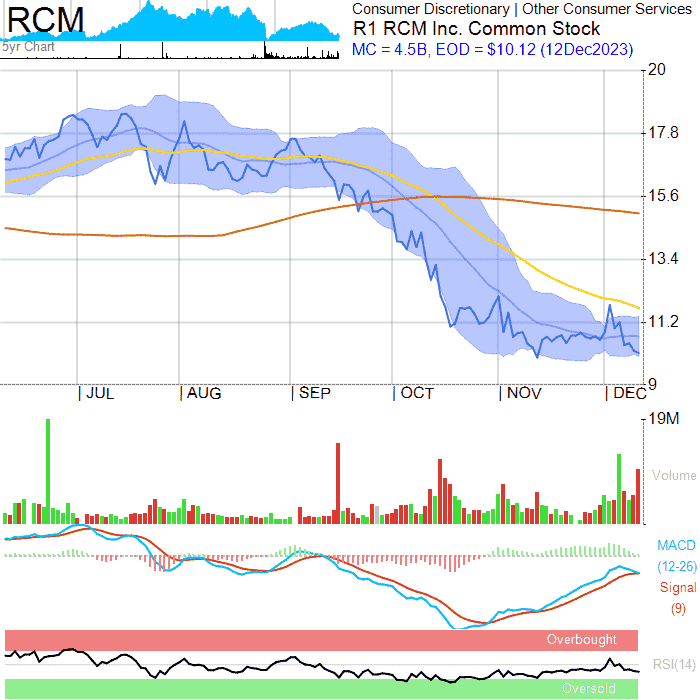 RCM
5yr Chart
Consumer Discretionary | Other Consumer Services
R1 RCM Inc. Common Stock
MC = 4.5B, EOD = $10.12 (12Dec2023)
20
17.8
15.6
13.4
11.2
9
JUL AUG SEP OCT NOV DEC
19M
Volume
MACD
(12-26)
Signal
(9)
Overbought
RSI(14)
Oversold